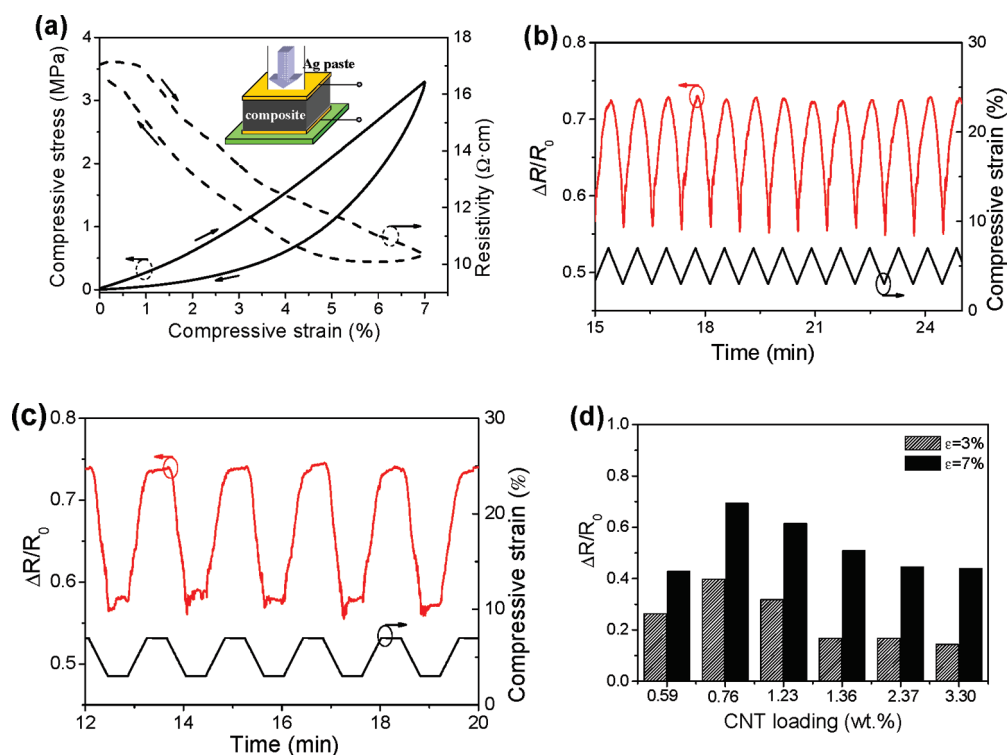 (a)
4
3
2
1
0
Compressive stress (MPa)
0 1 2 3 4 5 6 7
Compressive strain (%)
18
16
14
12
10
Resistivity (Ω·cm)
Ag paste
composite
(b)
0.8
0.7
0.6
0.5
ΔR/R0
15 18 21 24
Time (min)
30
20
10
0
Compressive strain (%)
(c)
0.8
0.7
0.6
0.5
ΔR/R0
12 14 16 18 20
Time (min)
30
20
10
0
Compressive strain (%)
(d)
1.0
0.8
0.6
0.4
0.2
0.0
ΔR/R0
ε=3%
ε=7%
0.59 0.76 1.23 1.36 2.37 3.30
CNT loading (wt.%)